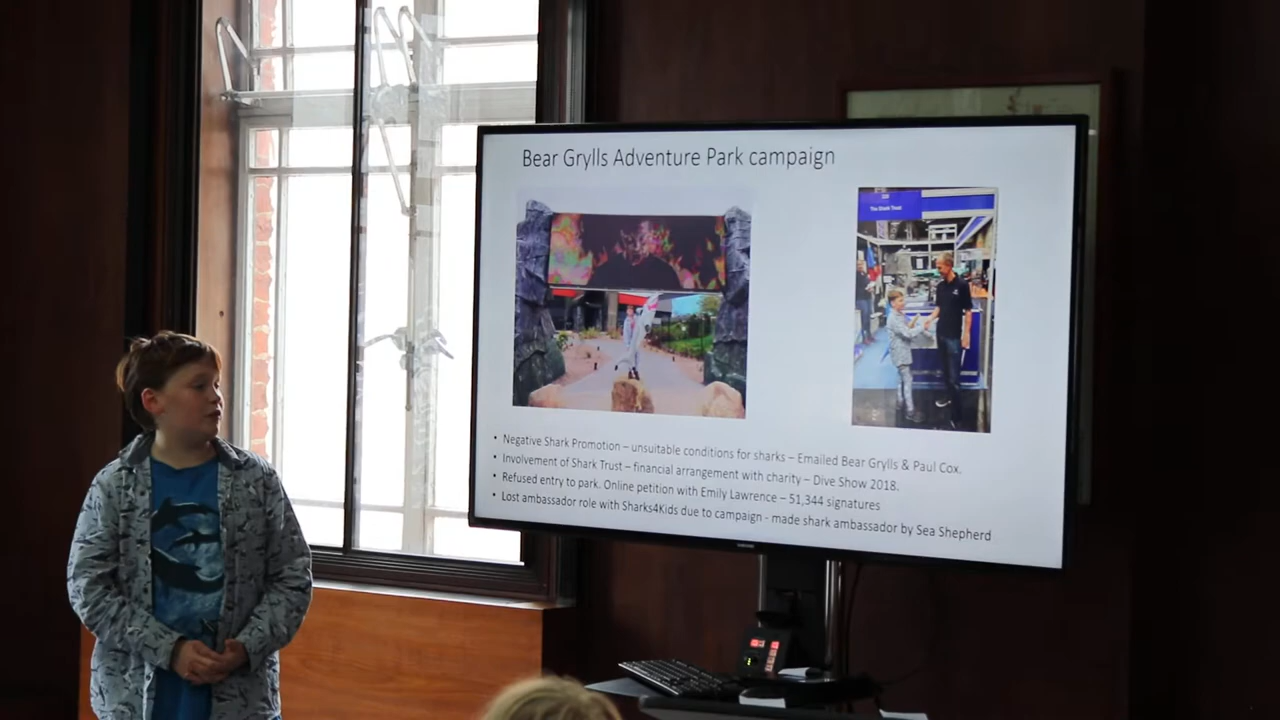 Bear Grylls Adventure Park campaign
The Shark Trust
• Negative Shark Promotion – unsuitable conditions for sharks – Emailed Bear Grylls & Paul Cox.
• Involvement of Shark Trust – financial arrangement with charity – Dive Show 2018.
• Refused entry to park. Online petition with Emily Lawrence – 51,344 signatures
• Lost ambassador role with Sharks4Kids due to campaign - made shark ambassador by Sea Shepherd
SAMSUNG